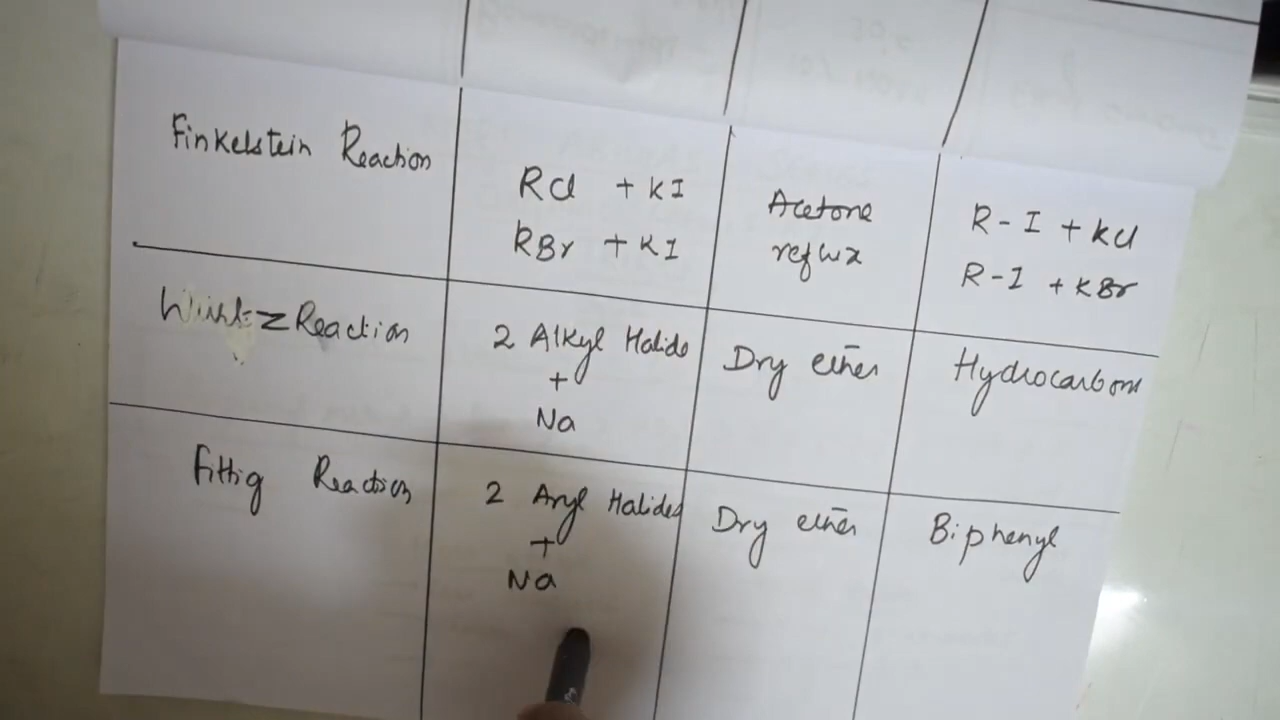 Finkelstein Reaction
RCl + KI
RBr + KI
Acetone
reflux
R-I + KCl
R-I + KBr
Reaction
2 Alkyl Halide
+
Na
Dry ether
Hydrocarbons
Fittig Reaction
2 Aryl Halides
+
Na
Dry ether
Biphenyl